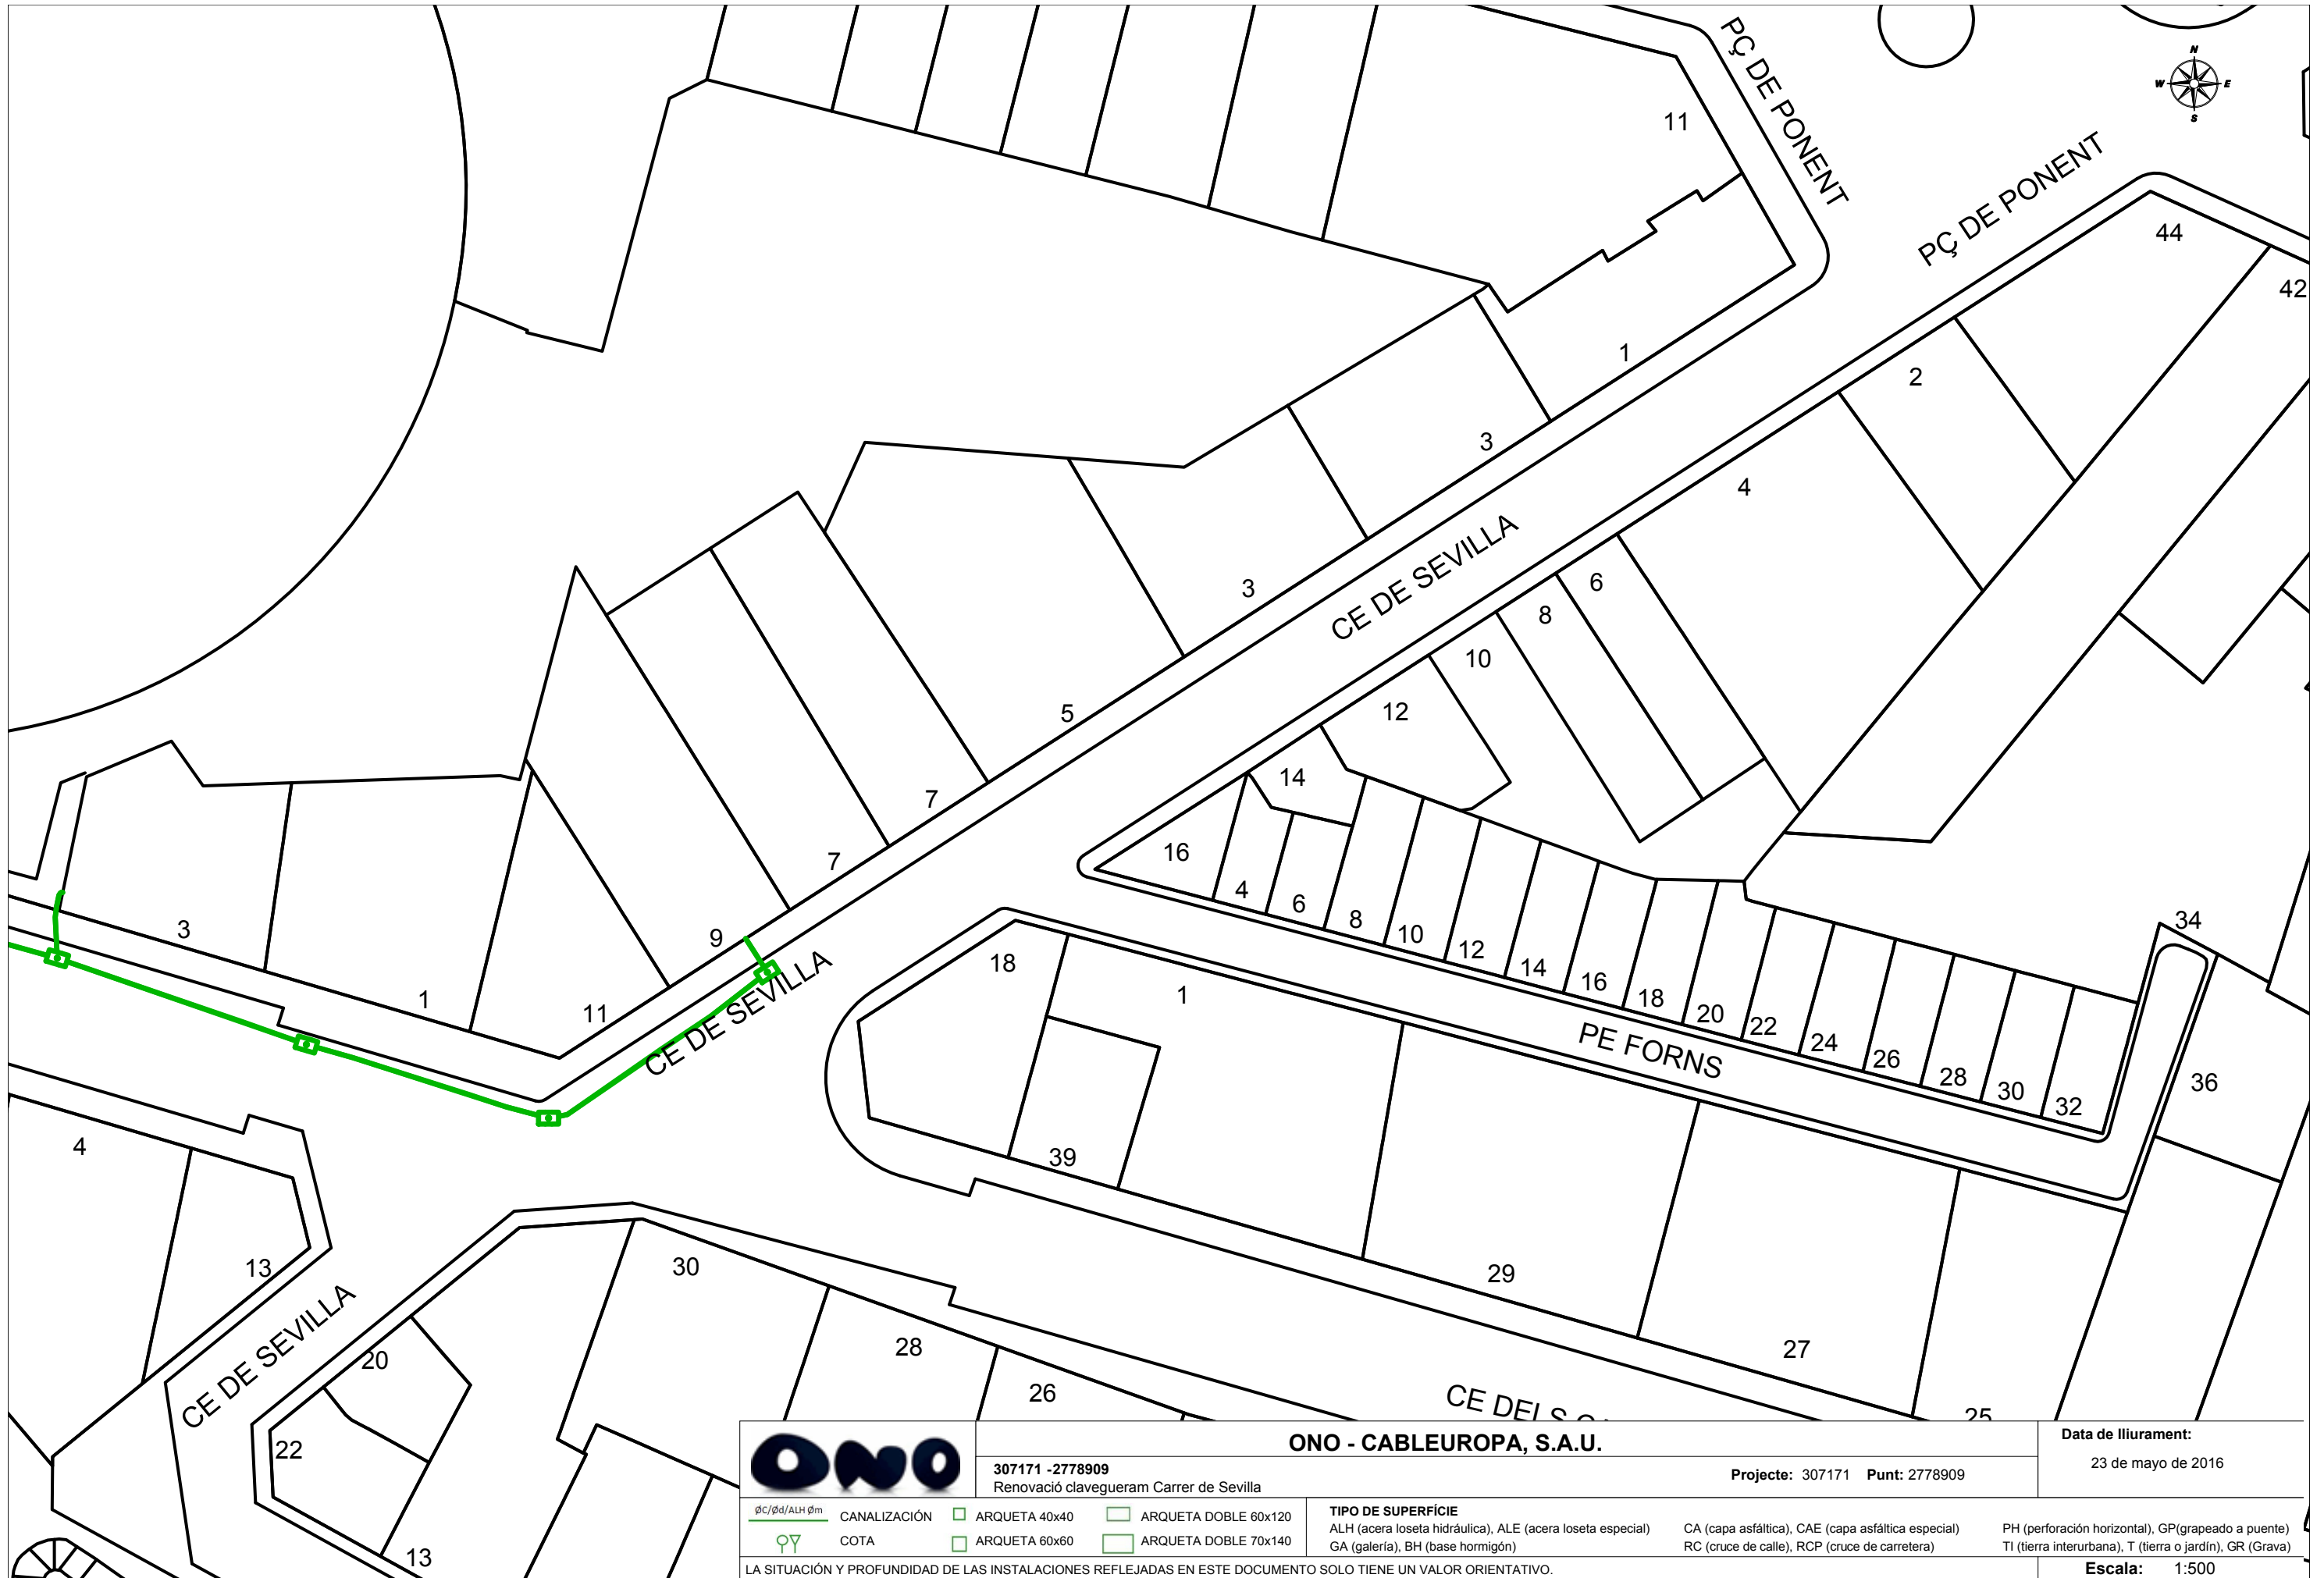 PÇ DE PONENT
N
W E
S
11
PÇ DE PONENT
44
42
1
2
3
4
CE DE SEVILLA
3
6
8
10
12
5
14
7
16
7
4
6
8
10
12
14
16
18
20
22
24
26
28
30
32
34
36
3
9
18
1
1
11
CE DE SEVILLA
PE FORNS
4
39
13
30
29
CE DE SEVILLA
20
28
27
26
CE DELS
25
22
13
ONO
ONO - CABLEUROPA, S.A.U.
307171 -2778909
Renovació clavegueram Carrer de Sevilla
Projecte: 307171 Punt: 2778909
Data de lliurament:
23 de mayo de 2016
ØC/Ød/ALH Øm CANALIZACIÓN ARQUETA 40x40 ARQUETA DOBLE 60x120
COTA ARQUETA 60x60 ARQUETA DOBLE 70x140
TIPO DE SUPERFÍCIE
ALH (acera loseta hidráulica), ALE (acera loseta especial) CA (capa asfáltica), CAE (capa asfáltica especial) PH (perforación horizontal), GP(grapeado a puente)
GA (galería), BH (base hormigón) RC (cruce de calle), RCP (cruce de carretera) TI (tierra interurbana), T (tierra o jardín), GR (Grava)
LA SITUACIÓN Y PROFUNDIDAD DE LAS INSTALACIONES REFLEJADAS EN ESTE DOCUMENTO SOLO TIENE UN VALOR ORIENTATIVO.
Escala: 1:500